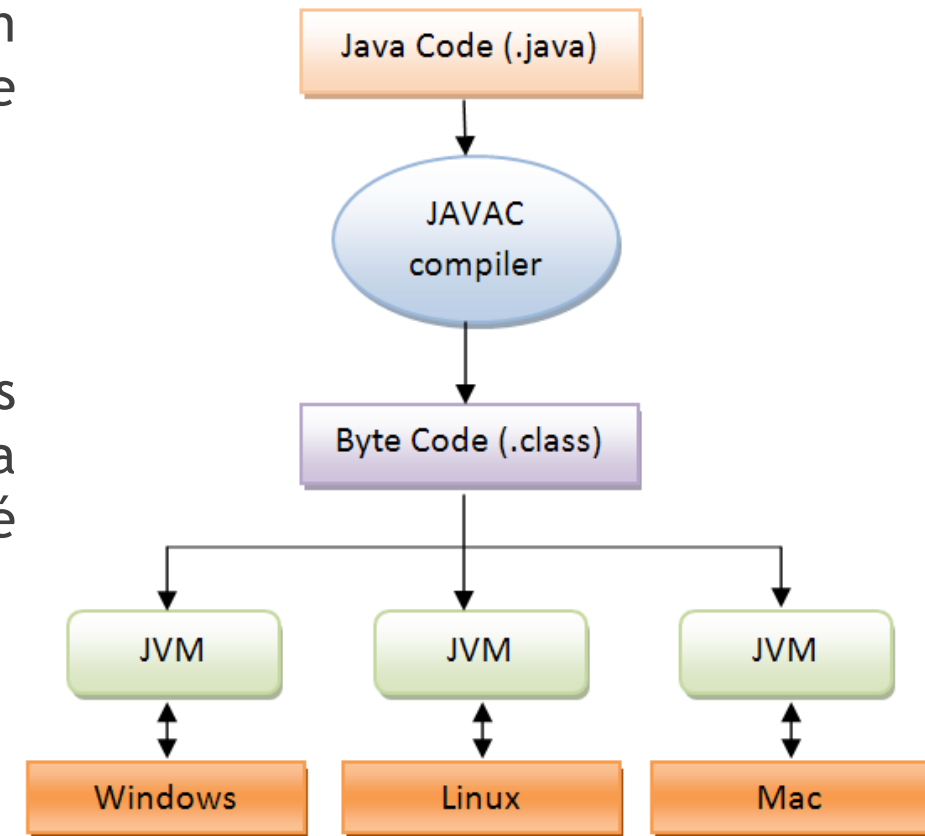 n
e
s
a
é
Java Code (.java)
JAVAC
compiler
Byte Code (.class)
JVM JVM JVM
Windows Linux Mac